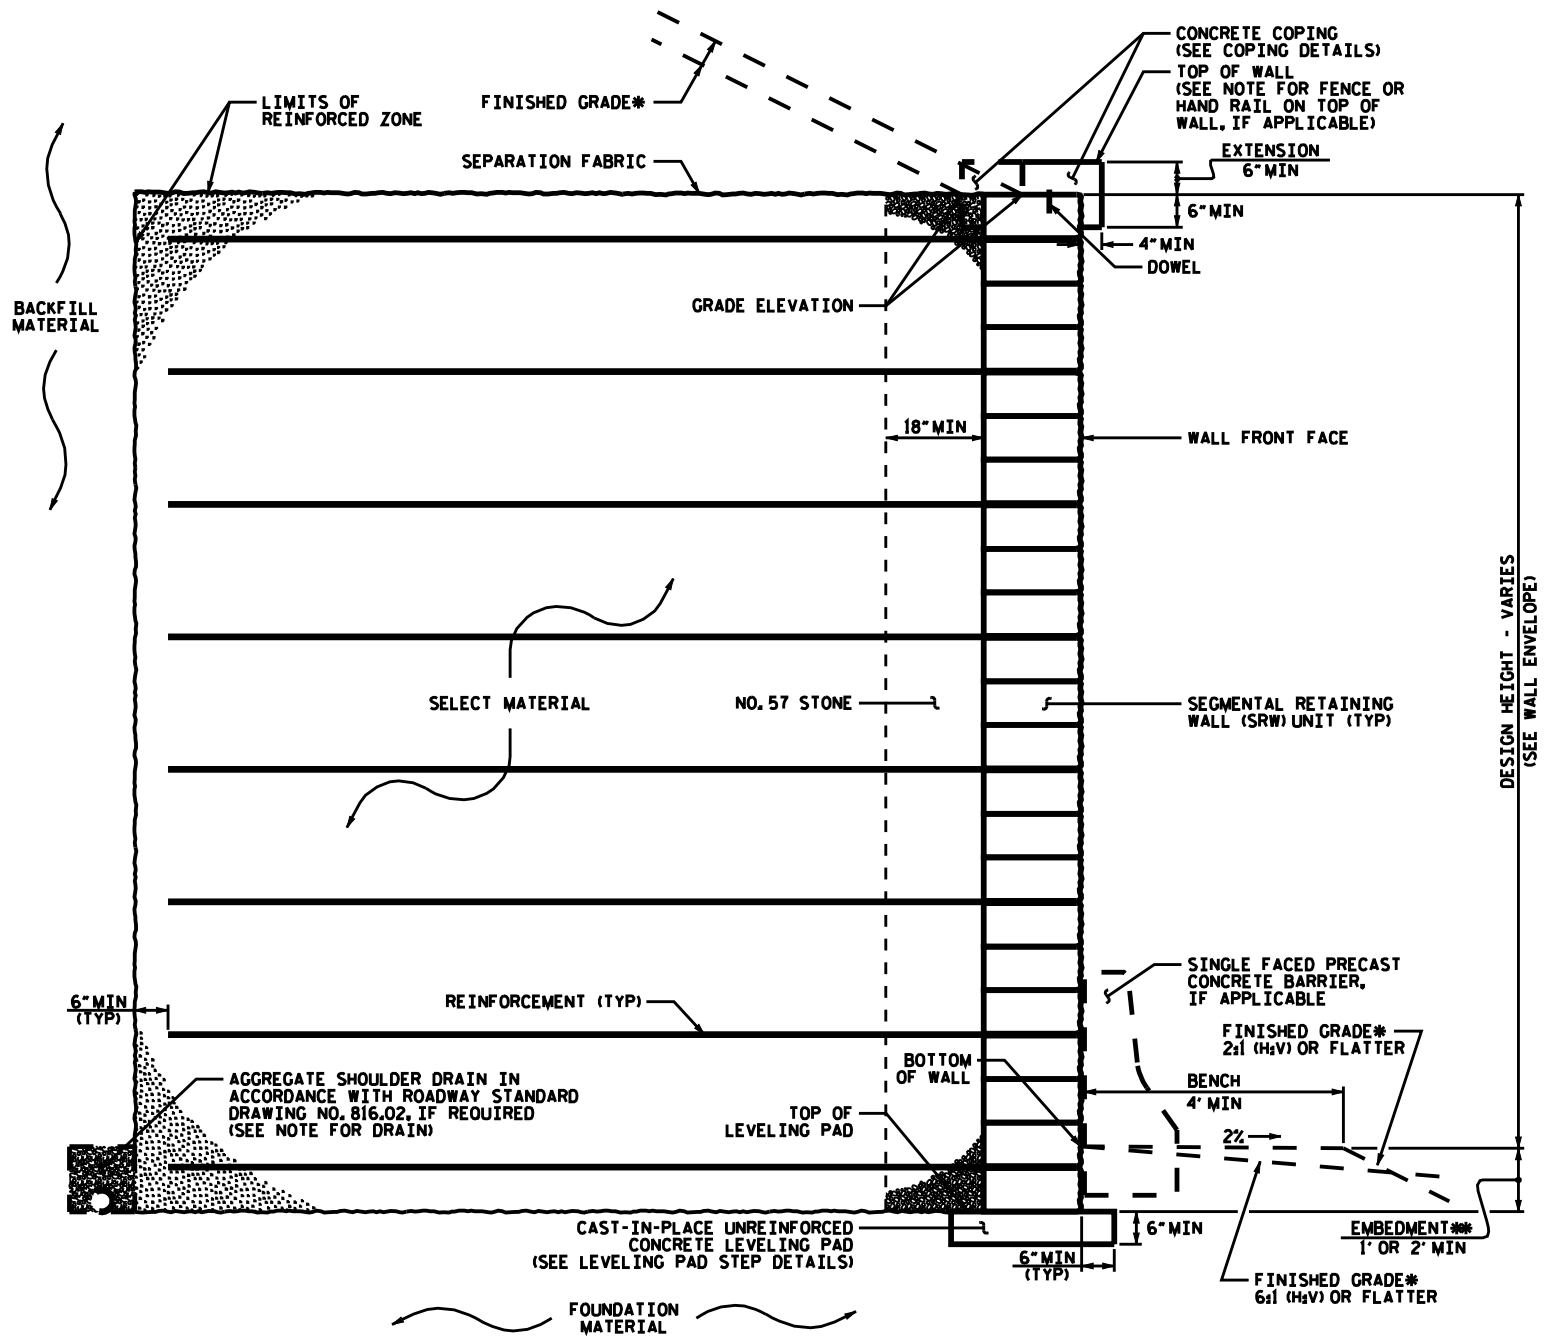 CONCRETE COPING
(SEE COPING DETAILS)
TOP OF WALL
(SEE NOTE FOR FENCE OR
HAND RAIL ON TOP OF
WALL, IF APPLICABLE)
LIMITS OF
REINFORCED ZONE
FINISHED GRADE*
SEPARATION FABRIC
EXTENSION
6" MIN
6" MIN
4" MIN
DOWEL
BACKFILL
MATERIAL
GRADE ELEVATION
18" MIN
WALL FRONT FACE
DESIGN HEIGHT - VARIES
(SEE WALL ENVELOPE)
SELECT MATERIAL
NO. 57 STONE
SEGMENTAL RETAINING
WALL (SRW) UNIT (TYP)
6" MIN
(TYP)
REINFORCEMENT (TYP)
SINGLE FACED PRECAST
CONCRETE BARRIER,
IF APPLICABLE
FINISHED GRADE*
2:1 (H:V) OR FLATTER
BOTTOM
OF WALL
BENCH
4' MIN
AGGREGATE SHOULDER DRAIN IN
ACCORDANCE WITH ROADWAY STANDARD
DRAWING NO. 816.02, IF REQUIRED
(SEE NOTE FOR DRAIN)
TOP OF
LEVELING PAD
2%
CAST-IN-PLACE UNREINFORCED
CONCRETE LEVELING PAD
(SEE LEVELING PAD STEP DETAILS)
6" MIN
6" MIN
(TYP)
EMBEDMENT**
1' OR 2' MIN
FINISHED GRADE*
6:1 (H:V) OR FLATTER
FOUNDATION
MATERIAL